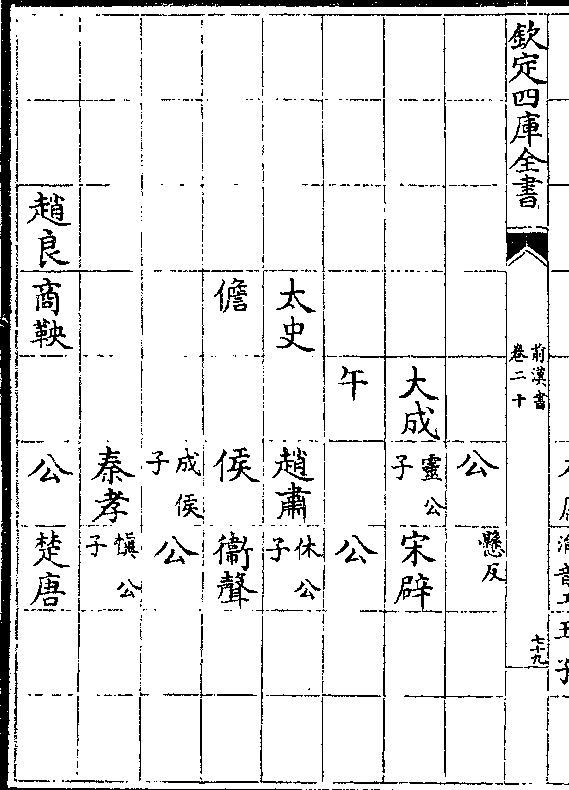 欽定四庫全書
前漢書
卷二十
七十九
公 懸反
大成 靈公子 宋辟
午 公
太史 趙肅 休公子
儋 侯 衞聲
成侯子 公
秦孝 愼公子
趙良 商鞅 公 楚唐